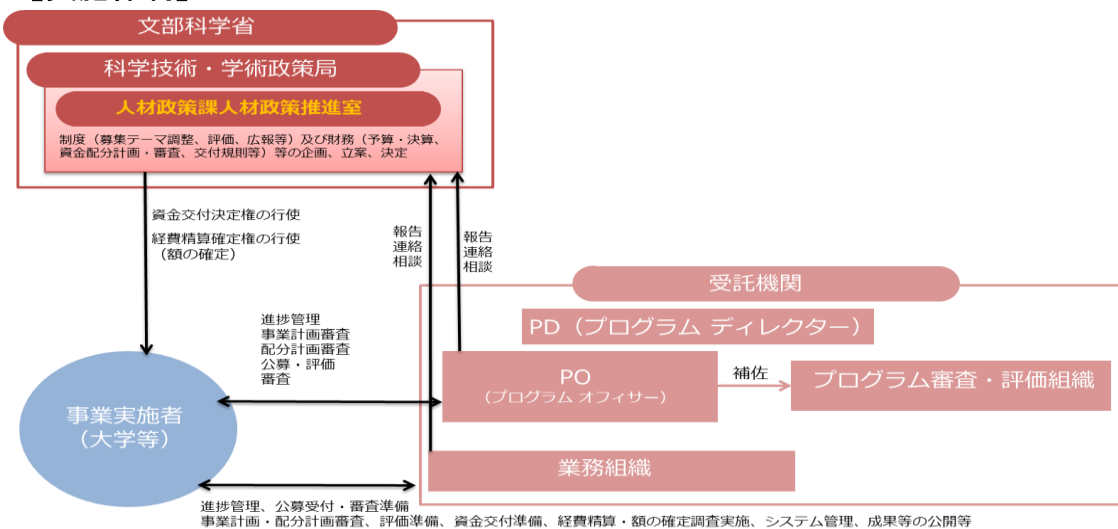 文部科学省
科学技術・学術政策局
人材政策課人材政策推進室
制度（募集テーマ調整、評価、広報等）及び財務（予算・決算、
資金配分計画・審査、交付規則等）等の企画、立案、決定
資金交付決定権の行使
経費精算確定権の行使
（額の確定）
報告
連絡
相談
報告
連絡
相談
受託機関
PD（プログラム ディレクター）
進捗管理
事業計画審査
配分計画審査
公募・評価
審査
PO
（プログラム オフィサー）
補佐
プログラム審査・評価組織
事業実施者
（大学等）
業務組織
進捗管理、公募受付・審査準備
事業計画・配分計画審査、評価準備、資金交付準備、経費精算・額の確定調査実施、システム管理、成果等の公開等